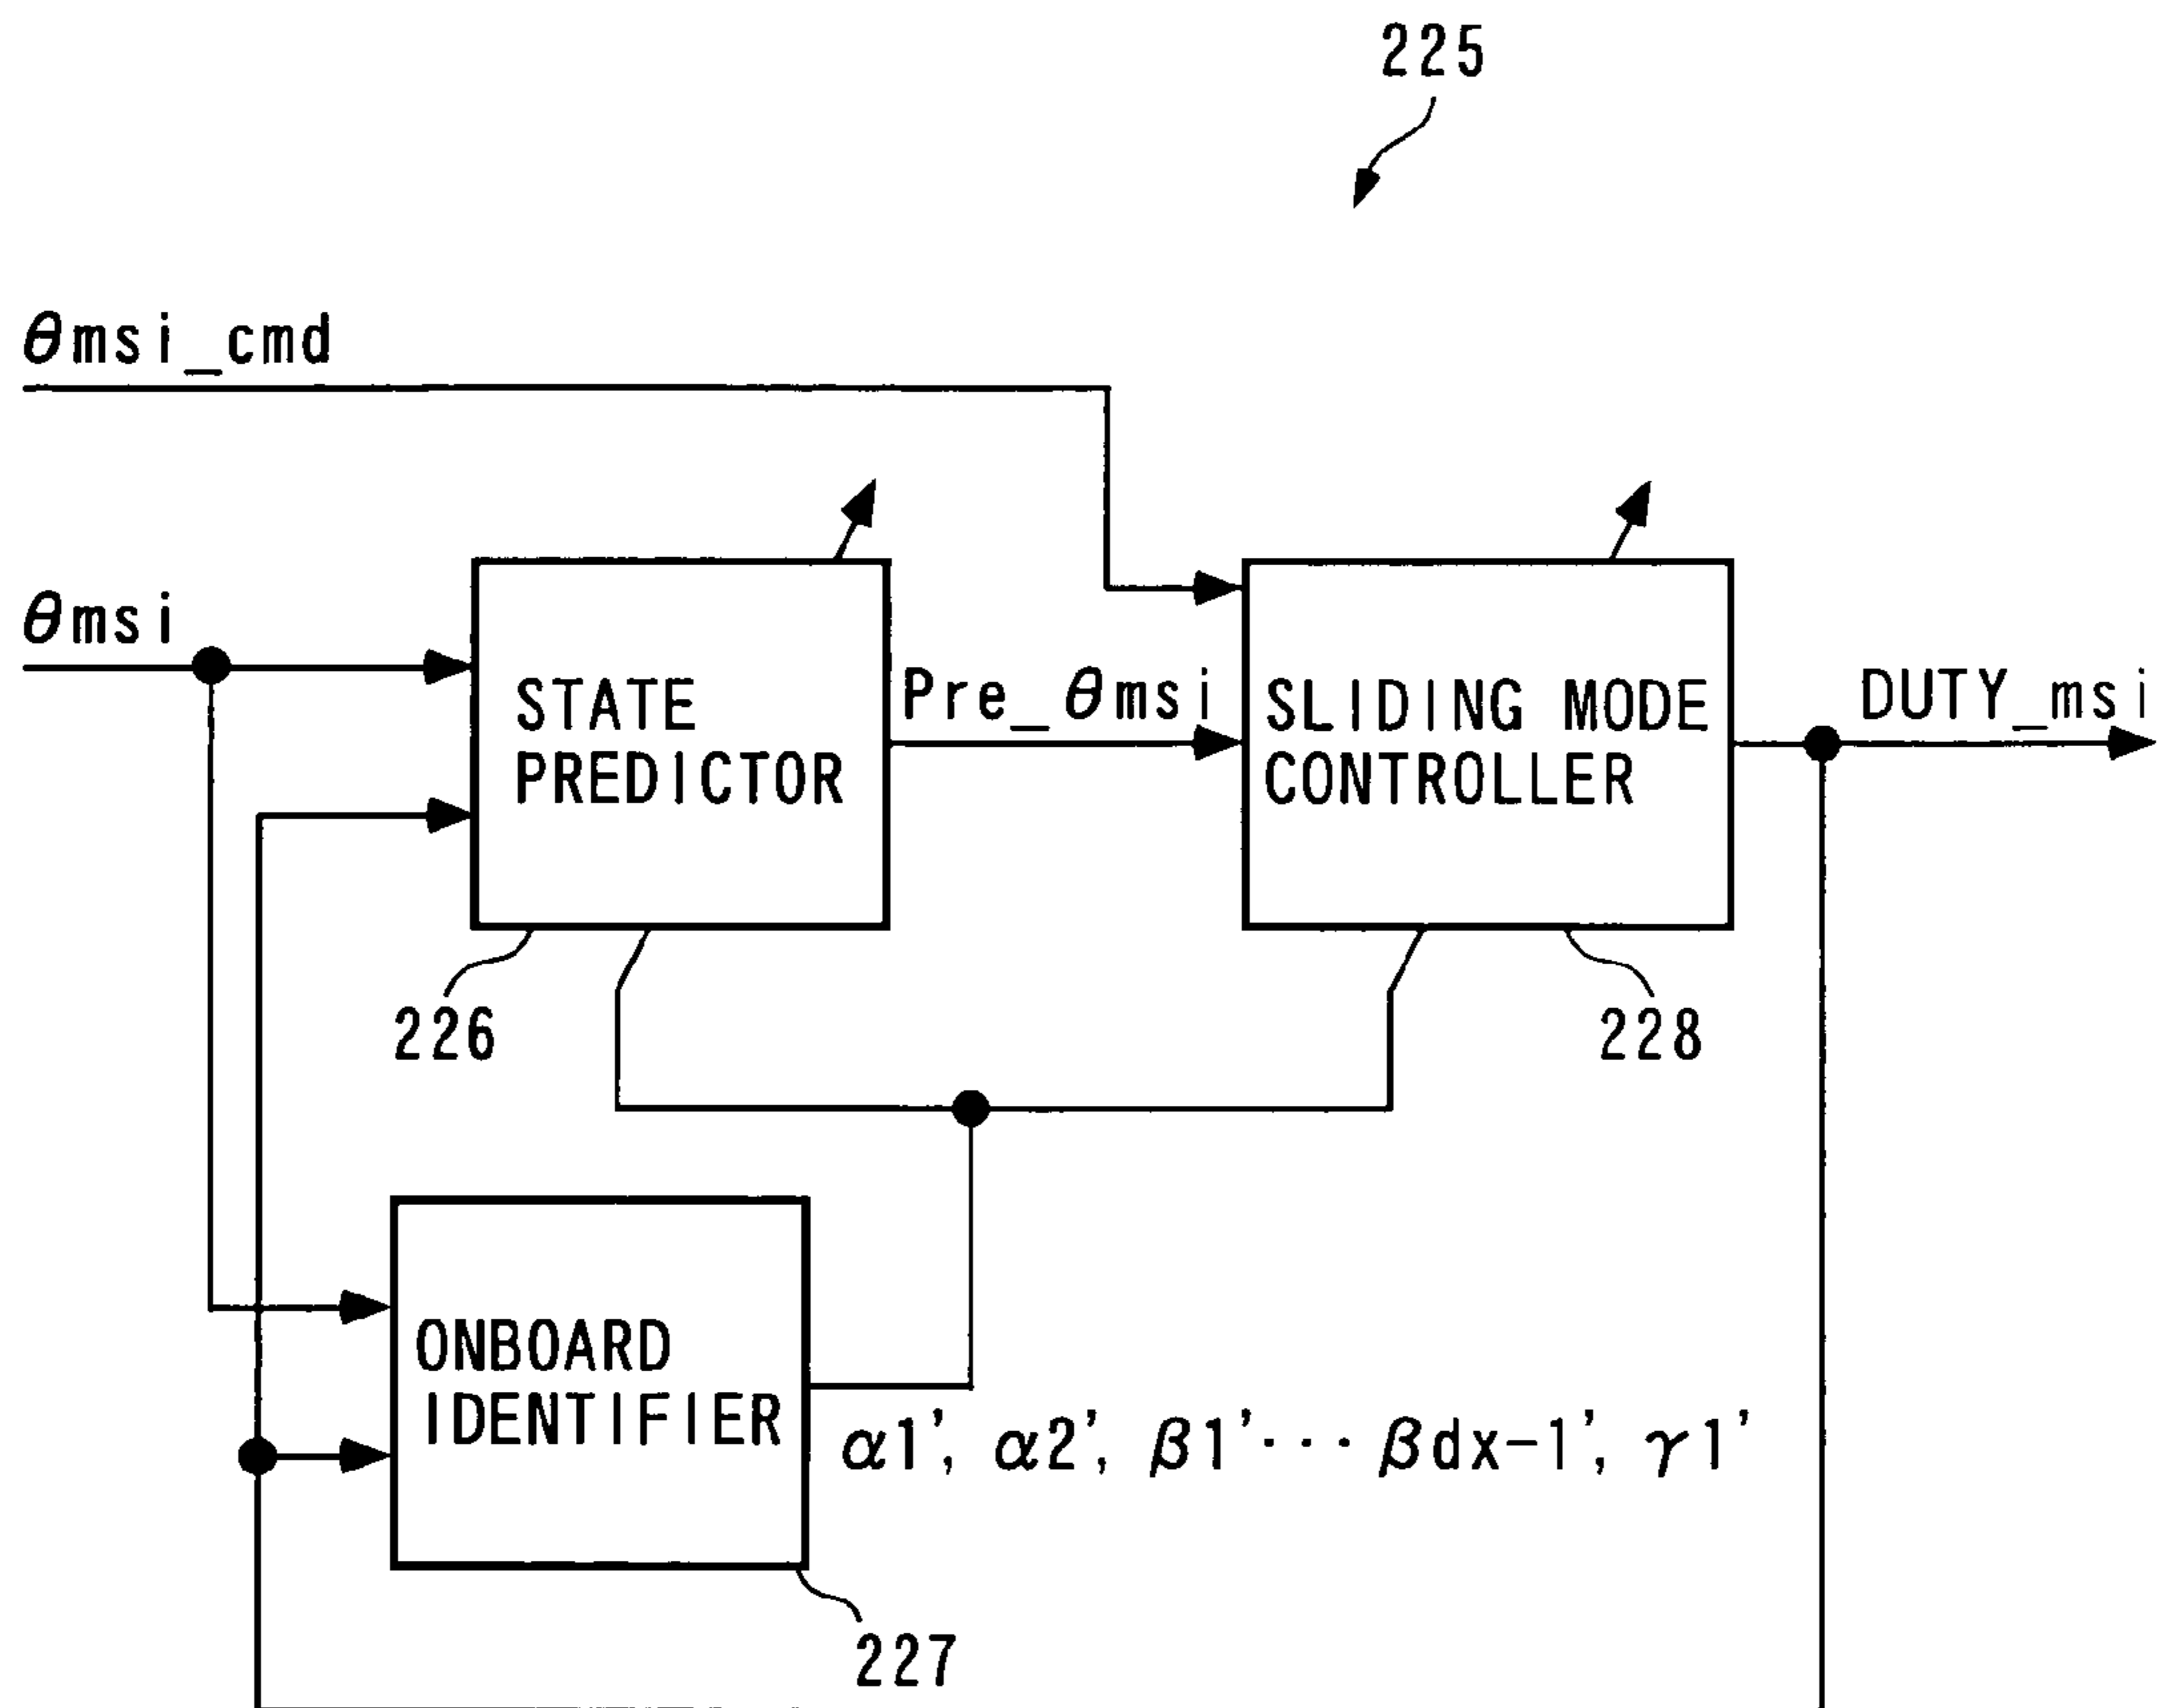 225
θmsi_cmd
θmsi
STATE
PREDICTOR
Pre_θmsi
SLIDING MODE
CONTROLLER
DUTY_msi
226
228
ONBOARD
IDENTIFIER
α1', α2', β1'··· βdx-1', γ1'
227